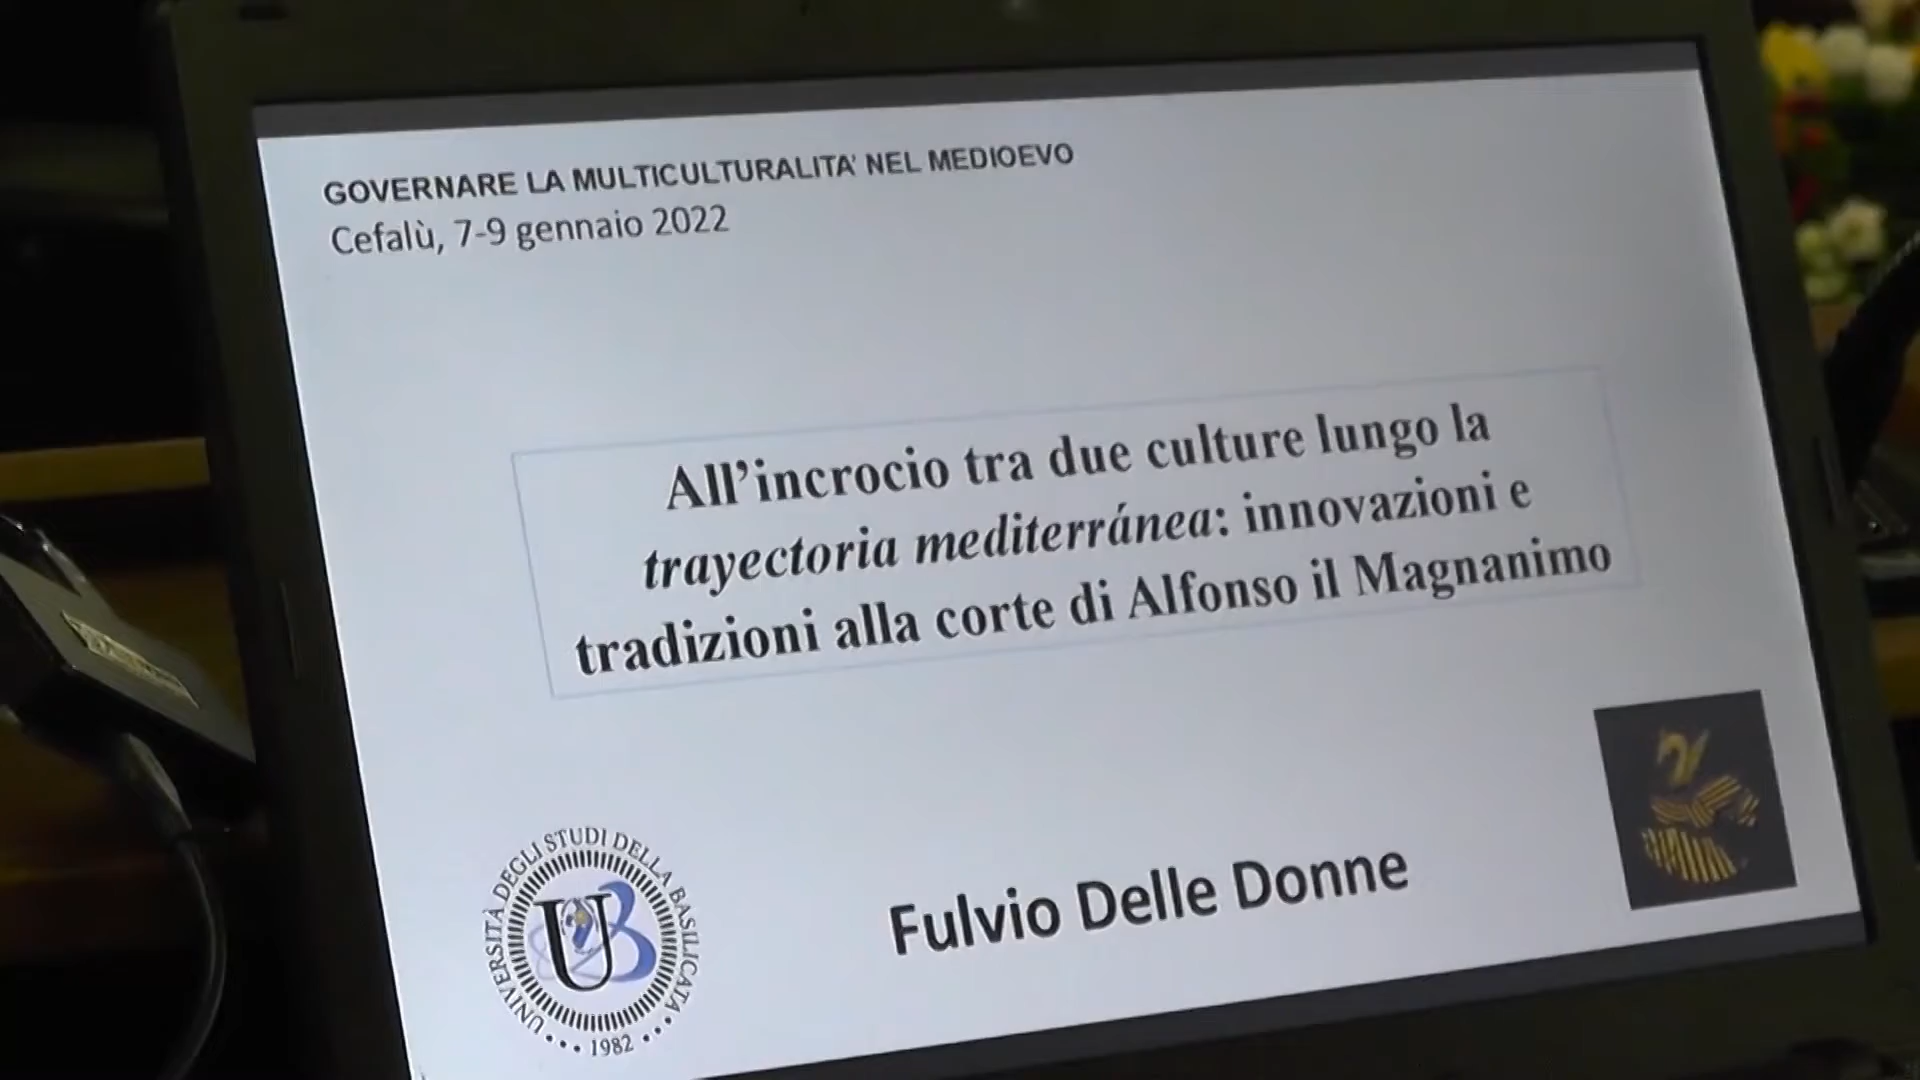 GOVERNARE LA MULTICULTURALITA' NEL MEDIOEVO
Cefalù, 7-9 gennaio 2022
All’incrocio tra due culture lungo la
trayectoria mediterránea: innovazioni e
tradizioni alla corte di Alfonso il Magnanimo
UNIVERSITÀ DEGLI STUDI DELLA BASILICATA
UB
1982
Fulvio Delle Donne